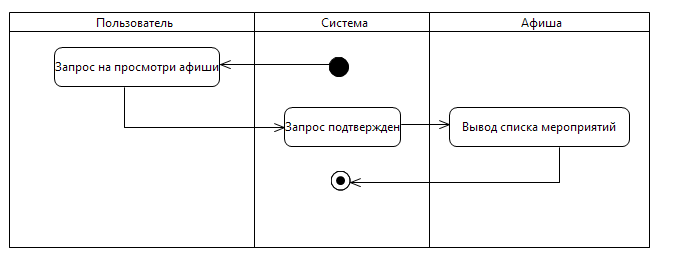 Пользователь
Система
Афиша
Запрос на просмотри афиши
Запрос подтвержден
Вывод списка мероприятий